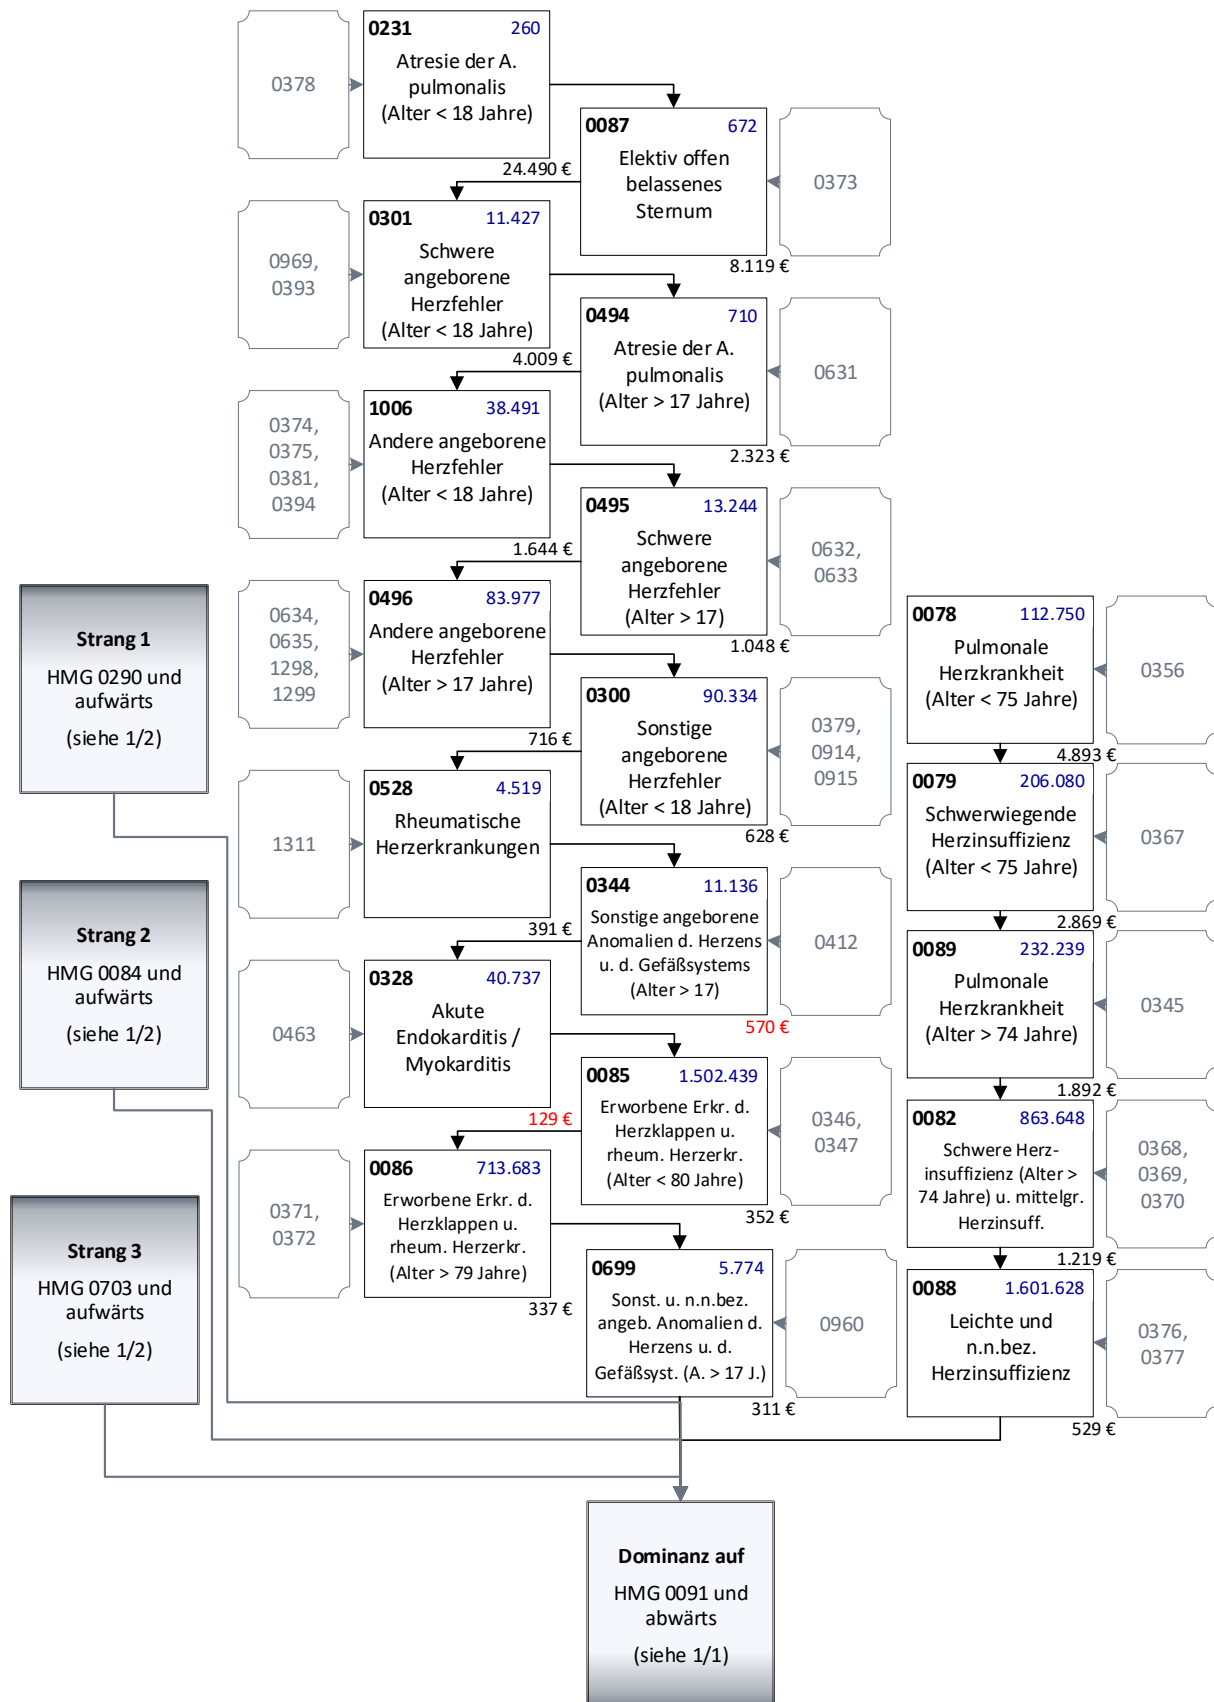 0378
0231 260
Atresie der A.
pulmonalis
(Alter < 18 Jahre)
24.490 €
0087 672
Elektiv offen
belassenes
Sternum
8.119 €
0373
0969,
0393
0301 11.427
Schwere
angeborene
Herzfehler
(Alter < 18 Jahre)
4.009 €
0494 710
Atresie der A.
pulmonalis
(Alter > 17 Jahre)
2.323 €
0631
0374,
0375,
0381,
0394
1006 38.491
Andere angeborene
Herzfehler
(Alter < 18 Jahre)
1.644 €
0495 13.244
Schwere
angeborene
Herzfehler
(Alter > 17)
1.048 €
0632,
0633
0634,
0635,
1298,
1299
0496 83.977
Andere angeborene
Herzfehler
(Alter > 17 Jahre)
716 €
0300 90.334
Sonstige
angeborene
Herzfehler
(Alter < 18 Jahre)
628 €
0379,
0914,
0915
1311
0528 4.519
Rheumatische
Herzerkrankungen
391 €
0344 11.136
Sonstige angeborene
Anomalien d. Herzens
u. d. Gefäßsystems
(Alter > 17)
570 €
0412
0463
0328 40.737
Akute
Endokarditis /
Myokarditis
129 €
0085 1.502.439
Erworbene Erkr. d.
Herzklappen u.
rheum. Herzerkr.
(Alter < 80 Jahre)
352 €
0346,
0347
0371,
0372
0086 713.683
Erworbene Erkr. d.
Herzklappen u.
rheum. Herzerkr.
(Alter > 79 Jahre)
337 €
0699 5.774
Sonst. u. n.n.bez.
angeb. Anomalien d.
Herzens u. d.
Gefäßsyst. (A. > 17 J.)
311 €
0960
0078 112.750
Pulmonale
Herzkrankheit
(Alter < 75 Jahre)
4.893 €
0356
0079 206.080
Schwerwiegende
Herzinsuffizienz
(Alter < 75 Jahre)
2.869 €
0367
0089 232.239
Pulmonale
Herzkrankheit
(Alter > 74 Jahre)
1.892 €
0345
0082 863.648
Schwere Herz-
insuffizienz (Alter >
74 Jahre) u. mittelgr.
Herzinsuff.
1.219 €
0368,
0369,
0370
0088 1.601.628
Leichte und
n.n.bez.
Herzinsuffizienz
529 €
0376,
0377
Strang 1
HMG 0290 und
aufwärts
(siehe 1/2)
Strang 2
HMG 0084 und
aufwärts
(siehe 1/2)
Strang 3
HMG 0703 und
aufwärts
(siehe 1/2)
Dominanz auf
HMG 0091 und
abwärts
(siehe 1/1)